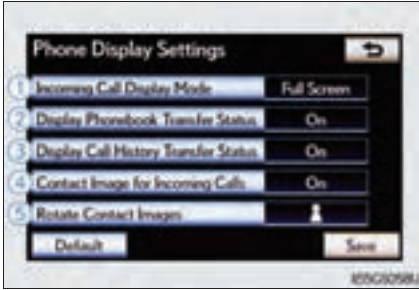 Phone Display Settings
1 Incoming Call Display Mode Full Screen
2 Display Phonebook Transfer Status On
3 Display Call History Transfer Status On
4 Contact Image for Incoming Calls On
5 Rotate Contact Images
Default Save